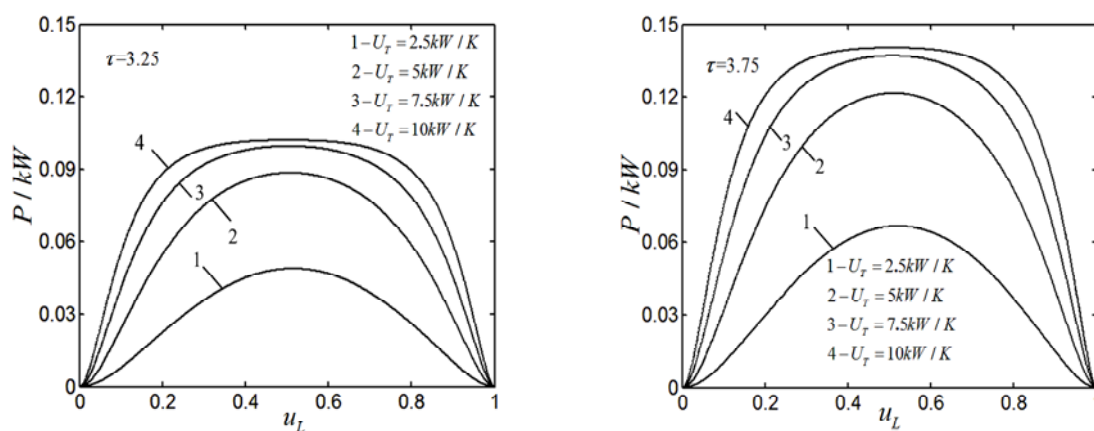 0.15
0.12
0.09
0.06
0.03
0
P / kW
τ=3.25
1−U_T = 2.5kW / K
2−U_T = 5kW / K
3−U_T = 7.5kW / K
4−U_T = 10kW / K
4
3
2
1
0 0.2 0.4 0.6 0.8 1
u_L
0.15
0.12
0.09
0.06
0.03
0
P / kW
τ=3.75
4
3
2
1
1−U_T = 2.5kW / K
2−U_T = 5kW / K
3−U_T = 7.5kW / K
4−U_T = 10kW / K
0 0.2 0.4 0.6 0.8 1
u_L